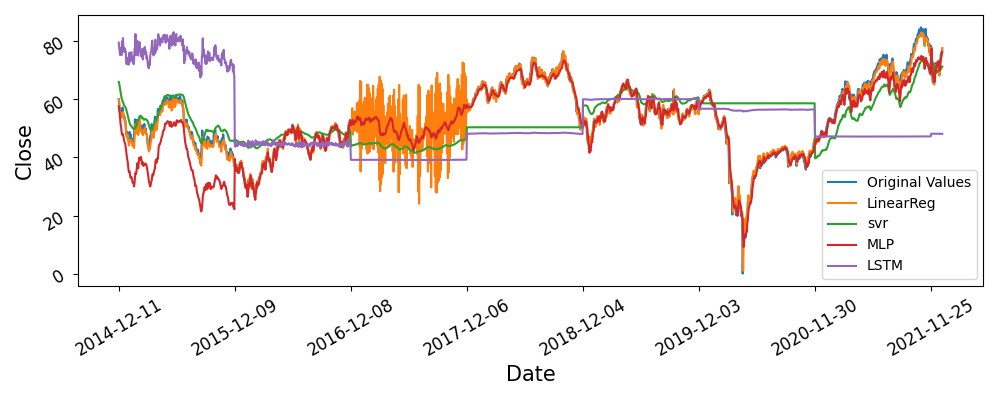 Close
80
60
40
20
0
2014-12-11
2015-12-09
2016-12-08
2017-12-06
2018-12-04
2019-12-03
2020-11-30
2021-11-25
Date
Original Values
LinearReg
svr
MLP
LSTM